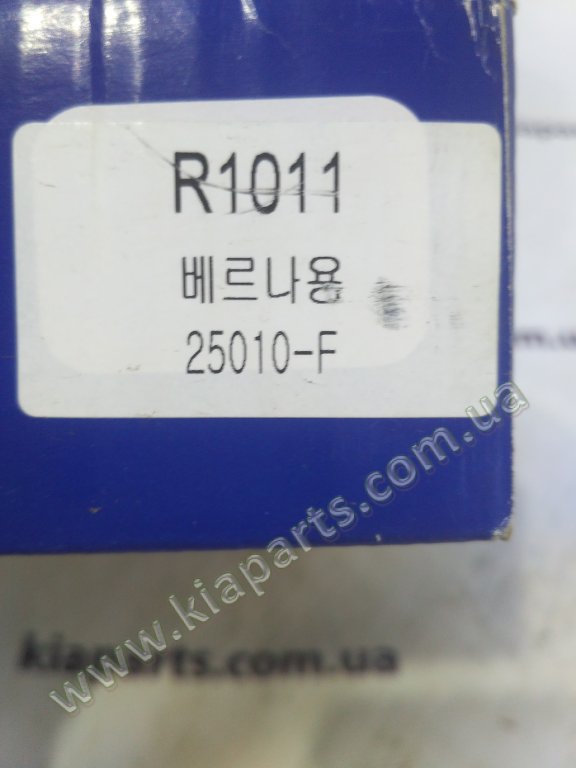 R1011
베르나용
25010-F
www.kiaparts.com.ua
kiaparts.com.ua